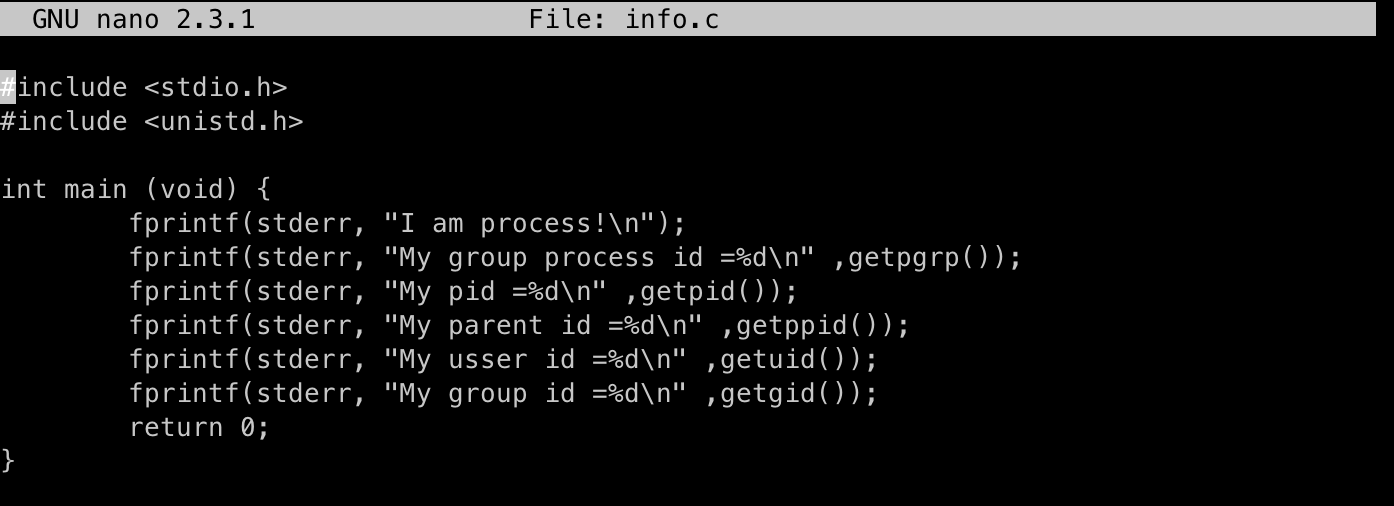 GNU nano 2.3.1 File: info.c
#include <stdio.h>
#include <unistd.h>
int main (void) {
fprintf(stderr, "I am process!\n");
fprintf(stderr, "My group process id =%d\n" ,getpgrp());
fprintf(stderr, "My pid =%d\n" ,getpid());
fprintf(stderr, "My parent id =%d\n" ,getppid());
fprintf(stderr, "My usser id =%d\n" ,getuid());
fprintf(stderr, "My group id =%d\n" ,getgid());
return 0;
}